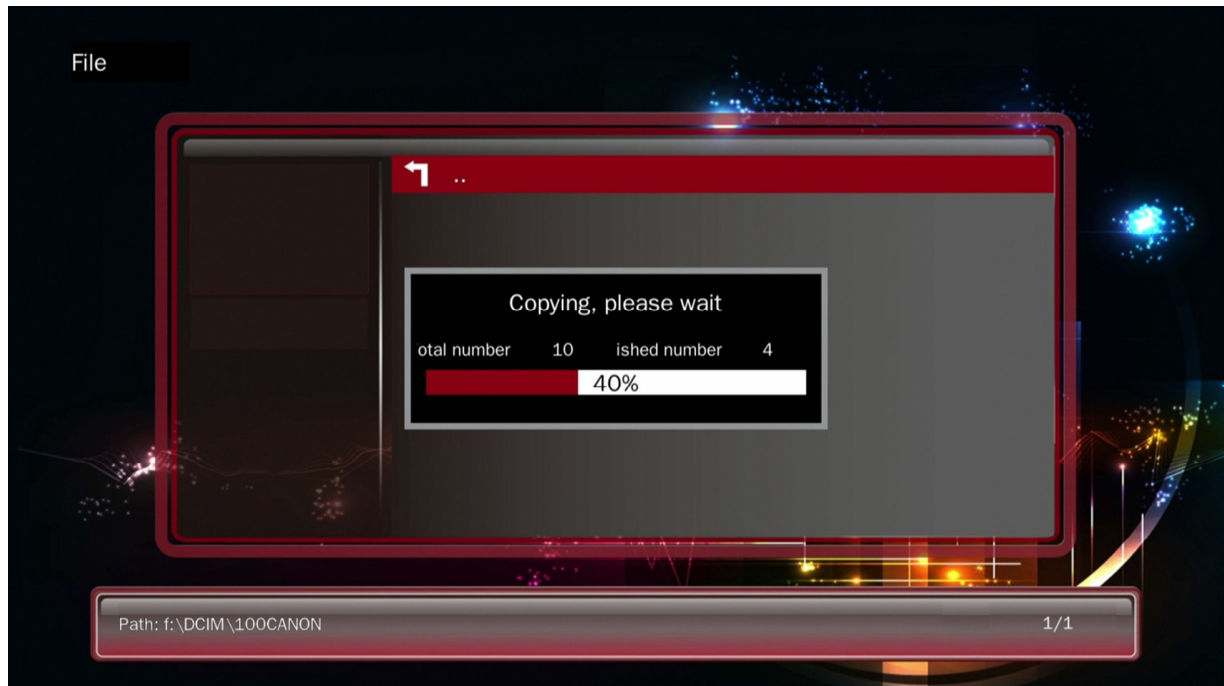 File
..
Copying, please wait
otal number 10 ished number 4
40%
Path: f:\DCIM\100CANON 1/1